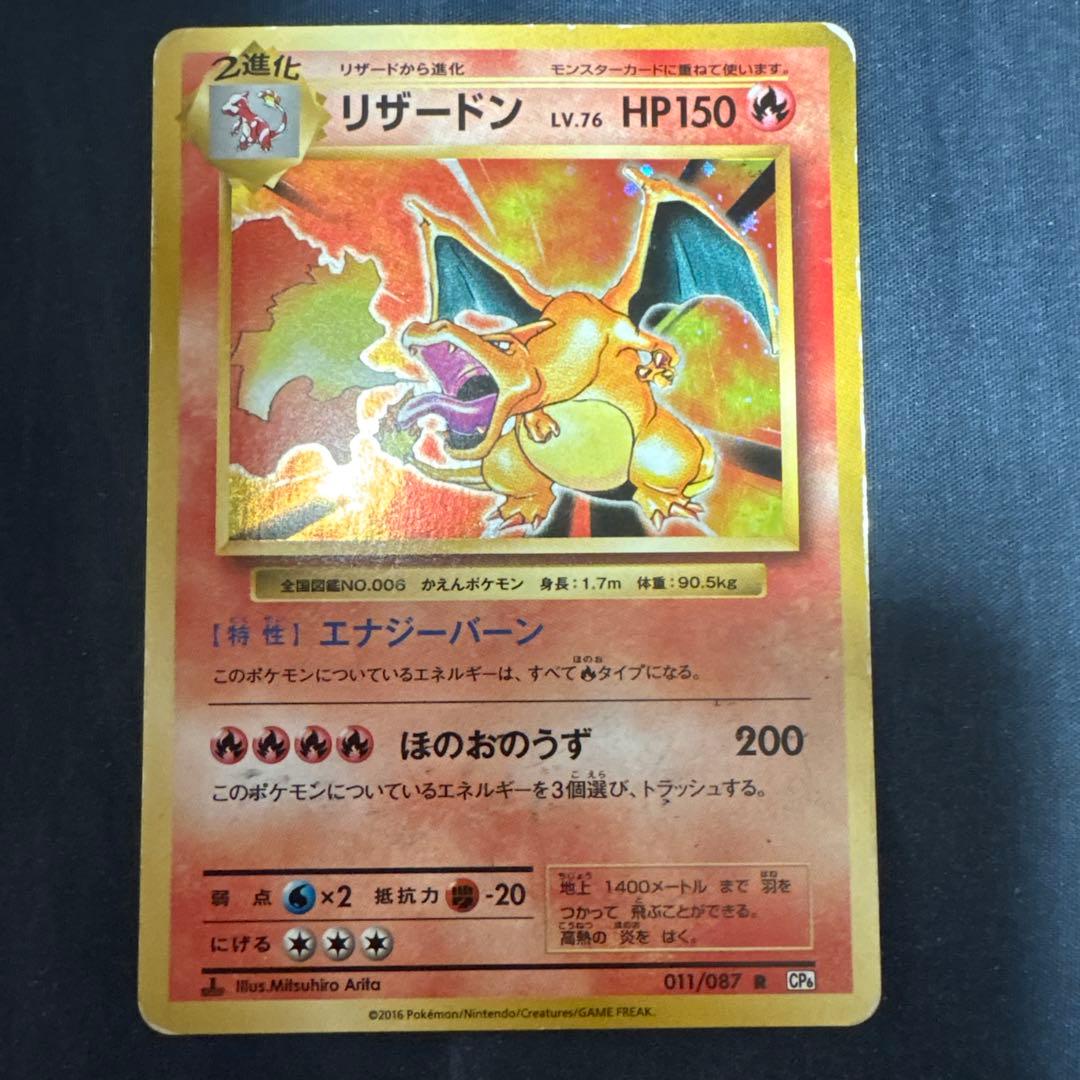 2進化 リザードから進化 モンスターカードに重ねて使います。
リザードン LV.76 HP150
全国図鑑NO.006 かえんポケモン 身長:1.7m 体重:90.5kg
[特性] エナジーバーン
このポケモンについているエネルギーは、すべてタイプになる。
ほのおのうず 200
このポケモンについているエネルギーを3個選び、トラッシュする。
弱点 ×2 抵抗力 -20
にげる
地上 1400メートル まで 羽を
つかって 飛ぶことができる。
高熱の 炎を はく。
Illus.Mitsuhiro Arita 011/087 R CP6
©2016 Pokémon/Nintendo/Creatures/GAME FREAK.